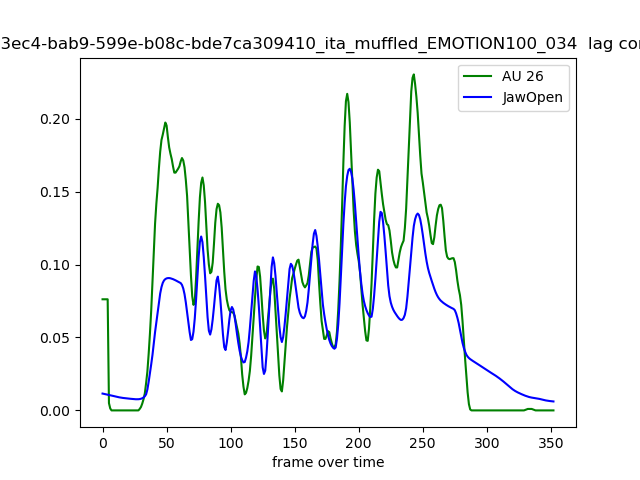 3ec4-bab9-599e-b08c-bde7ca309410_ita_muffled_EMOTION100_034 lag
AU 26
JawOpen
0.20
0.15
0.10
0.05
0.00
0 50 100 150 200 250 300 350
frame over time